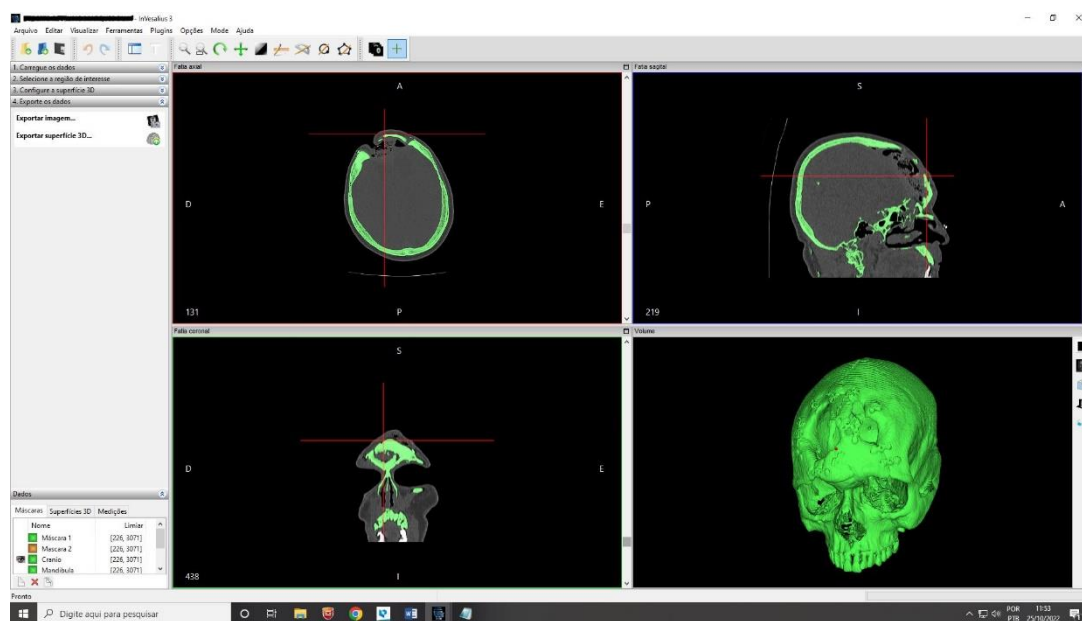 - InVesalius 3
Arquivo Editar Visualizar Ferramentas Plugins Opções Mode Ajuda
1. Carregue os dados
2. Selecione a região de interesse
3. Configure a superfície 3D
4. Exporte os dados
Exportar imagem...
Exportar superfície 3D...
Fatia axial
A
D
E
131
P
Fatia sagital
S
P
A
219
I
Fatia coronal
S
D
E
438
I
Volume
Dados
Máscaras Superfícies 3D Medições
Nome Limiar
Máscara 1 [226, 3071]
Máscara 2 [226, 3071]
Cranio [226, 3071]
Mandibula [226, 3071]
Pronto
Digite aqui para pesquisar
POR 11:53
PTB 25/10/2022